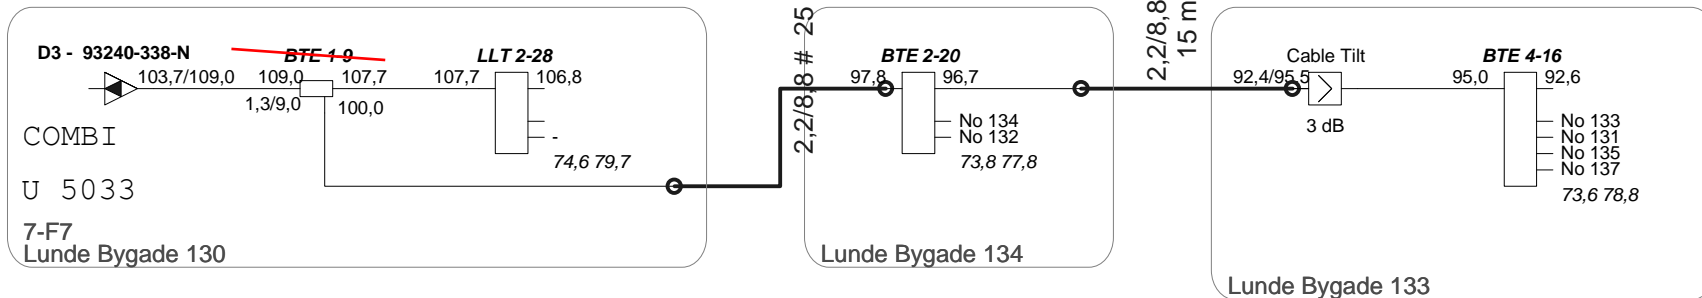 D3 - 93240-338-N
103,7/109,0
BTE 1-9
109,0
107,7
1,3/9,0
100,0
LLT 2-28
107,7
106,8
-
74,6 79,7
COMBI
U 5033
7-F7
Lunde Bygade 130
2,2/8,8 # 25
BTE 2-20
97,8
96,7
No 134
No 132
73,8 77,8
Lunde Bygade 134
2,2/8,8
15 m
Cable Tilt
92,4/95,5
3 dB
BTE 4-16
95,0
92,6
No 133
No 131
No 135
No 137
73,6 78,8
Lunde Bygade 133